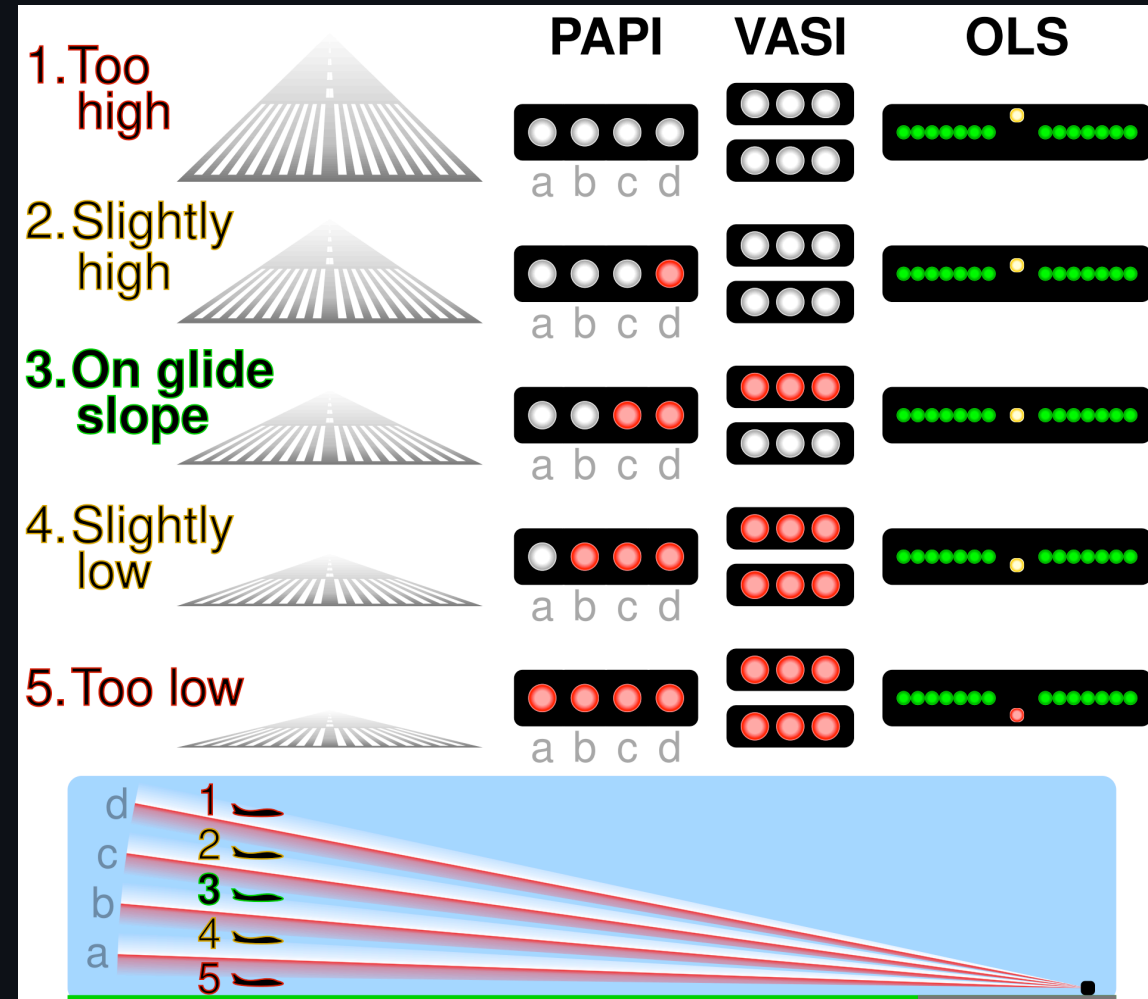 PAPI VASI OLS
1. Too
high
a b c d
2. Slightly
high
a b c d
3. On glide
slope
a b c d
4. Slightly
low
a b c d
5. Too low
a b c d
d 1
c 2
b 3
a 4
5